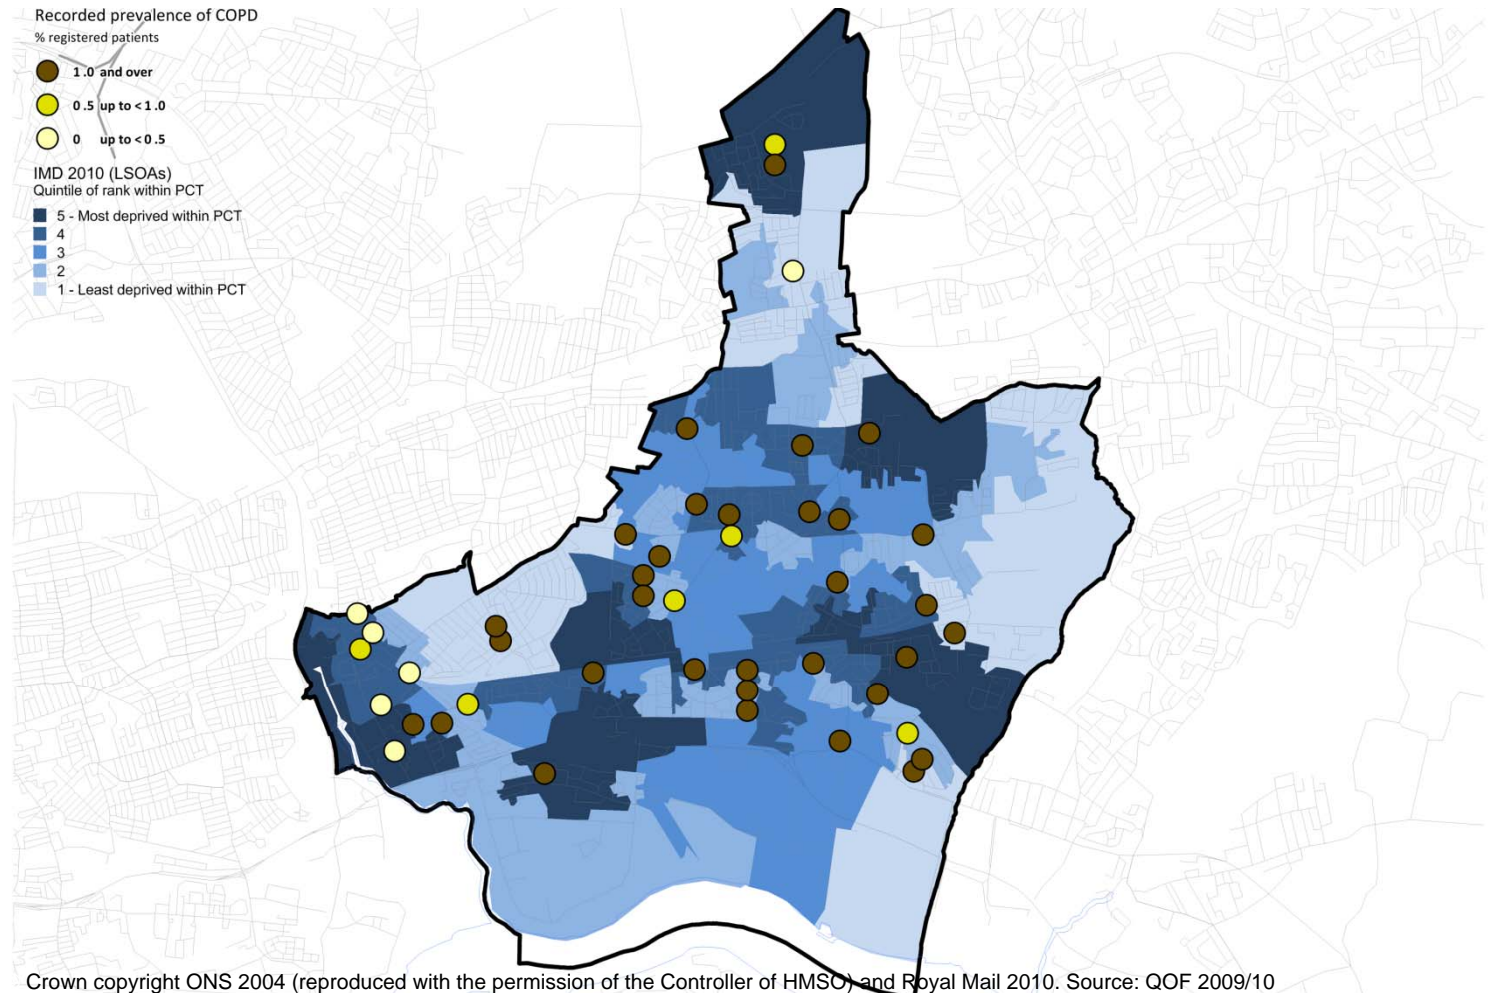 Recorded prevalence of COPD
% registered patients
1.0 and over
0.5 up to < 1.0
0 up to < 0.5
IMD 2010 (LSOAs)
Quintile of rank within PCT
5 - Most deprived within PCT
4
3
2
1 - Least deprived within PCT
Crown copyright ONS 2004 (reproduced with the permission of the Controller of HMSO) and Royal Mail 2010. Source: QOF 2009/10